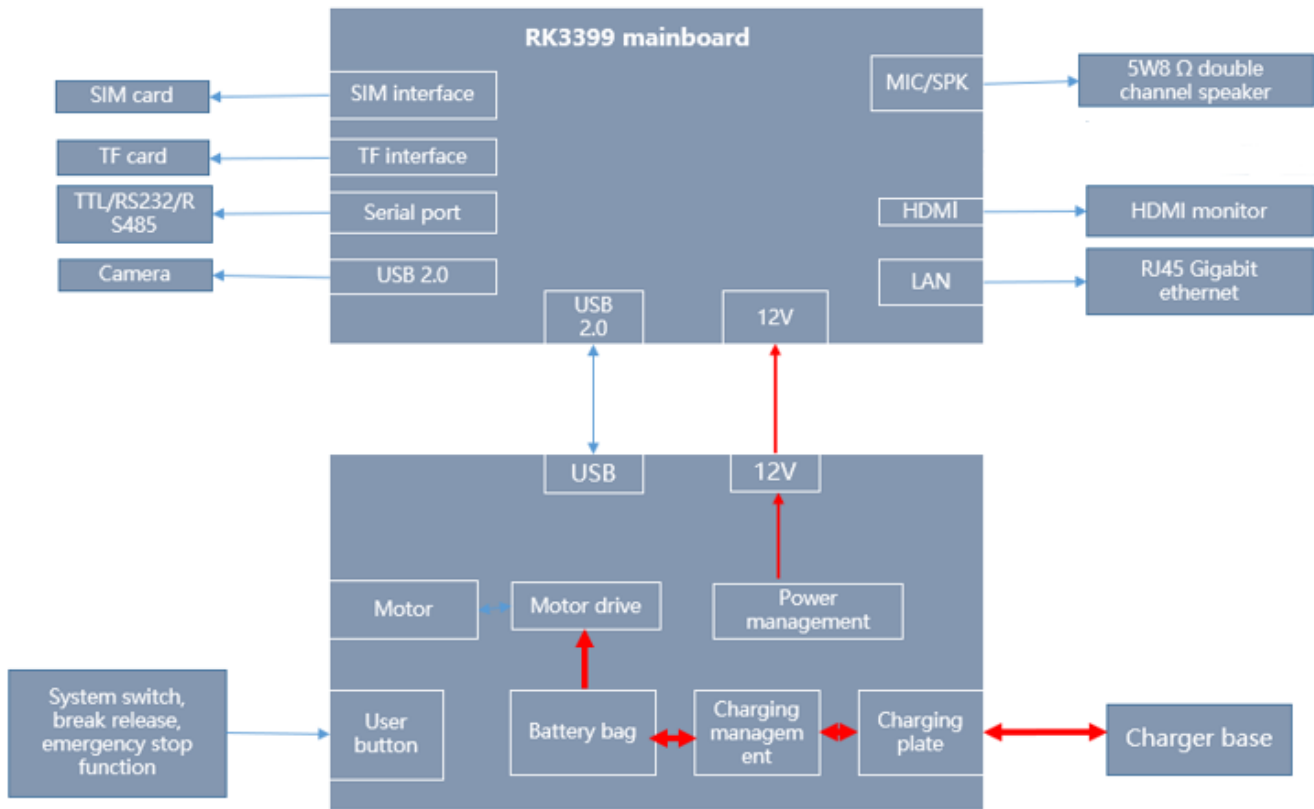 RK3399 mainboard
SIM card
SIM interface
MIC/SPK
5W8 Ω double
channel speaker
TF card
TF interface
TTL/RS232/R
S485
Serial port
HDMI
HDMI monitor
Camera
USB 2.0
LAN
RJ45 Gigabit
ethernet
USB
2.0
12V
USB
12V
Motor
Motor drive
Power
management
System switch,
break release,
emergency stop
function
User
button
Battery bag
Charging
managem
ent
Charging
plate
Charger base